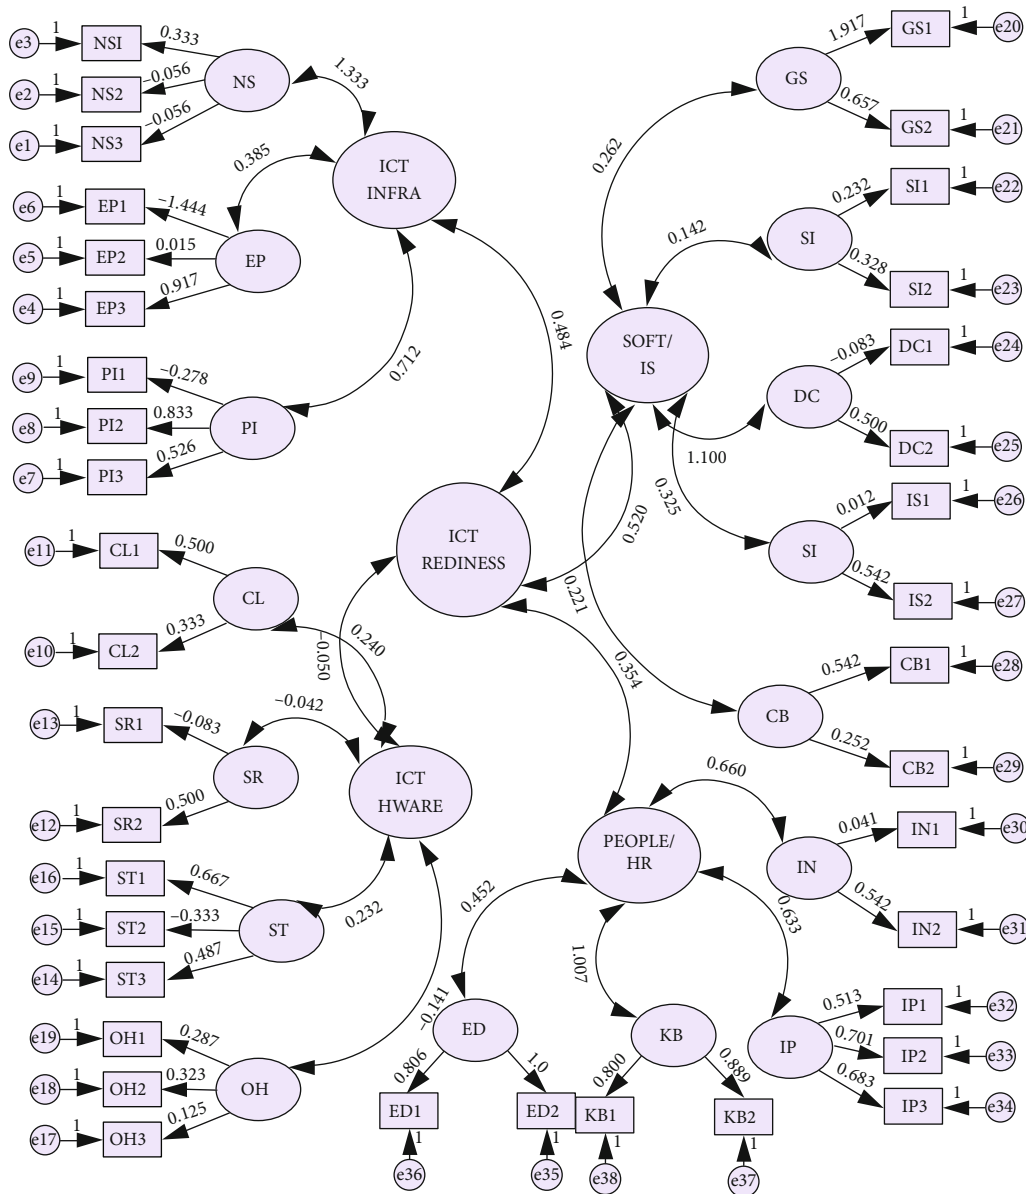 e3 1 NSI 0.333
e2 1 NS2 −0.056
e1 1 NS3 −0.056
NS
1.333
ICT
INFRA
0.385
e6 1 EP1 −1.444
e5 1 EP2 0.015
e4 1 EP3 0.917
EP
0.712
0.484
e9 1 PI1 −0.278
e8 1 PI2 0.833
e7 1 PI3 0.526
PI
ICT
REDINESS
e11 1 CL1 0.500
e10 1 CL2 0.333
CL
0.240
−0.050
e13 1 SR1 −0.083
e12 1 SR2 0.500
SR
−0.042
ICT
HWARE
e16 1 ST1 0.667
e15 1 ST2 −0.333
e14 1 ST3 0.487
ST
0.232
e19 1 OH1 0.287
e18 1 OH2 0.323
e17 1 OH3 0.125
OH
−0.141
GS
1.917 GS1 1 e20
0.657 GS2 1 e21
0.262
SI
0.232 SI1 1 e22
0.328 SI2 1 e23
0.142
SOFT/
IS
DC
−0.083 DC1 1 e24
0.500 DC2 1 e25
1.100
0.325
0.520
0.221
SI
0.012 IS1 1 e26
0.542 IS2 1 e27
0.354
CB
0.542 CB1 1 e28
0.252 CB2 1 e29
0.660
PEOPLE/
HR
IN
0.041 IN1 1 e30
0.542 IN2 1 e31
0.633
0.452
1.007
ED
0.806 1.0
ED1 ED2
1 1
e36 e35
KB
0.800 0.889
KB1 KB2
1 1
e38 e37
IP
0.513 IP1 1 e32
0.701 IP2 1 e33
0.683 IP3 1 e34